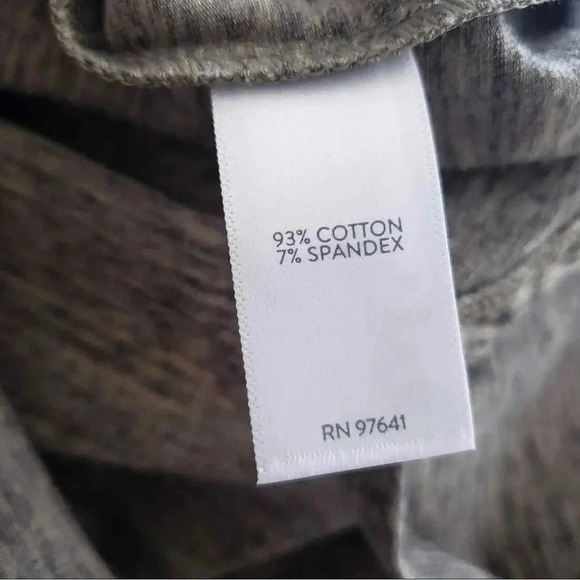 93% COTTON
7% SPANDEX
RN 97641